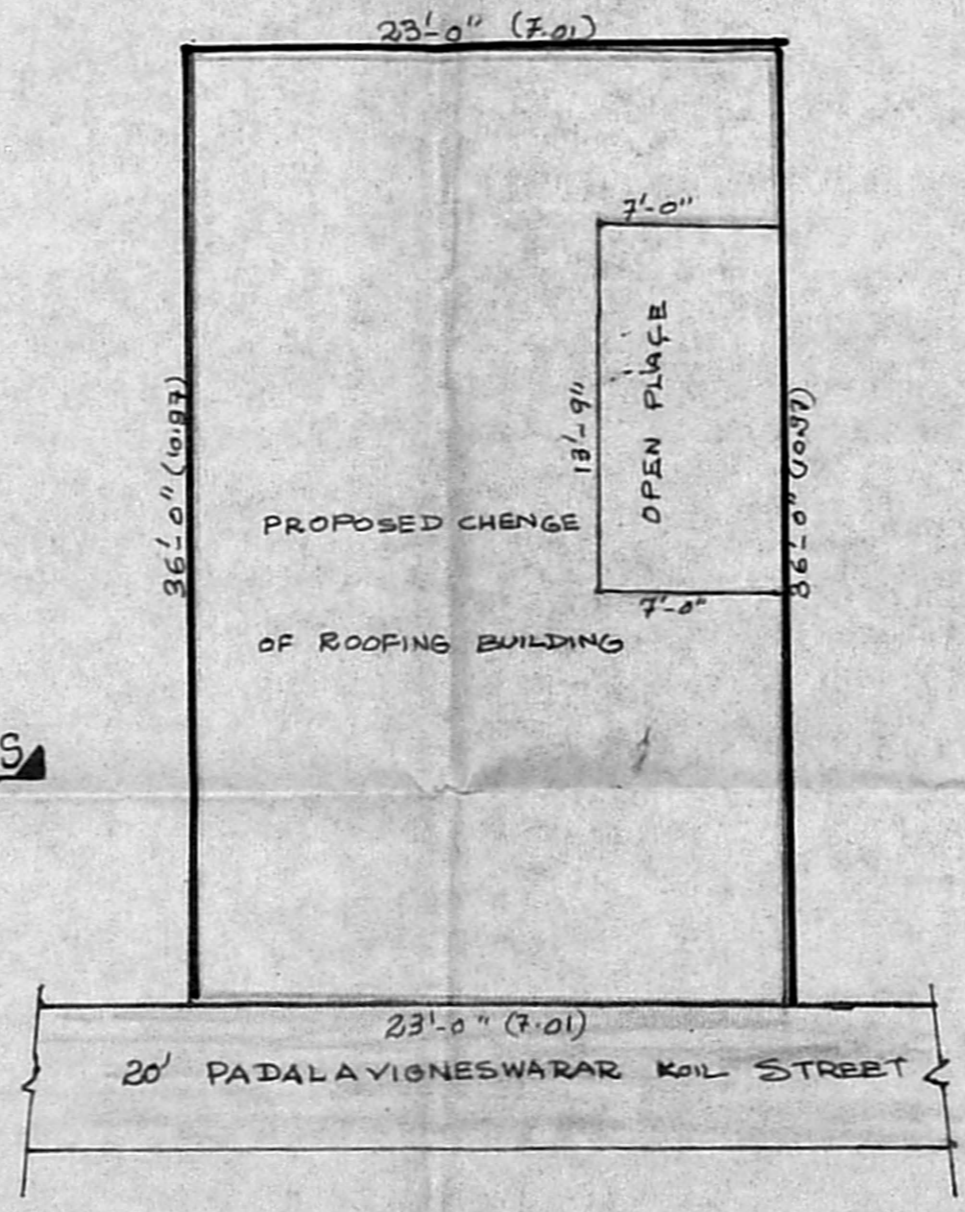 23'-0" (7.01)
7'-0"
OPEN PLACE
13'-9"
36'-0" (10.97)
36'-0" (10.97)
PROPOSED CHENGE
7'-0"
OF ROOFING BUILDING
S
23'-0" (7.01)
20' PADALAVIGNESWARAR KOIL STREET